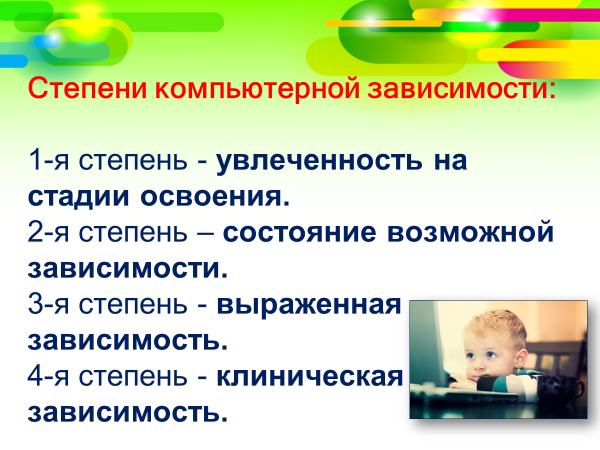 Степени компьютерной зависимости:
1-я степень - увлеченность на
стадии освоения.
2-я степень – состояние возможной
зависимости.
3-я степень - выраженная
зависимость.
4-я степень - клиническая
зависимость.